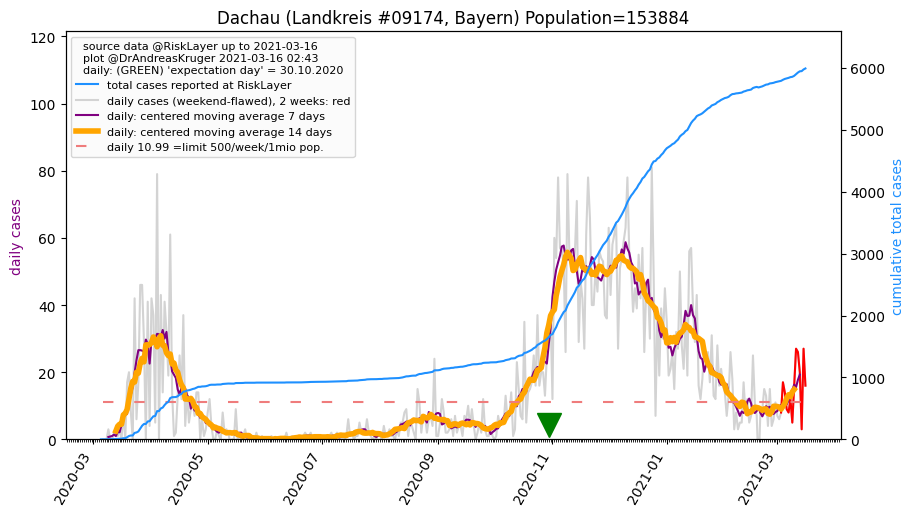 Dachau (Landkreis #09174, Bayern) Population=153884
source data @RiskLayer up to 2021-03-16
plot @DrAndreasKruger 2021-03-16 02:43
daily: (GREEN) 'expectation day' = 30.10.2020
total cases reported at RiskLayer
daily cases (weekend-flawed), 2 weeks: red
daily: centered moving average 7 days
daily: centered moving average 14 days
daily 10.99 =limit 500/week/1mio pop.
daily cases
120
100
80
60
40
20
0
cumulative total cases
6000
5000
4000
3000
2000
1000
0
2020-03
2020-05
2020-07
2020-09
2020-11
2021-01
2021-03